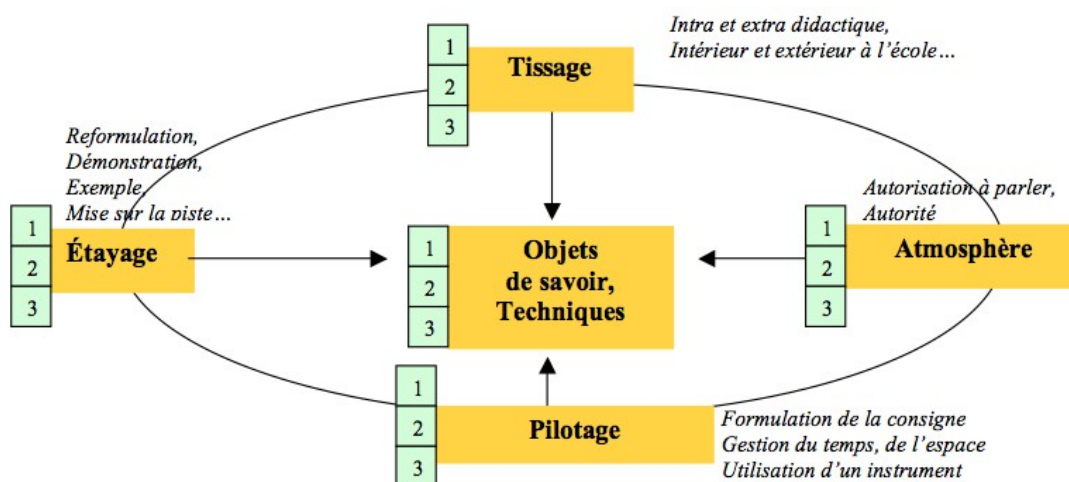 1
2
3
Tissage
Intra et extra didactique,
Intérieur et extérieur à l’école…
Reformulation,
Démonstration,
Exemple,
Mise sur la piste…
1
2
3
Étayage
1
2
3
Objets
de savoir,
Techniques
Autorisation à parler,
Autorité
1
2
3
Atmosphère
1
2
3
Pilotage
Formulation de la consigne
Gestion du temps, de l’espace
Utilisation d’un instrument